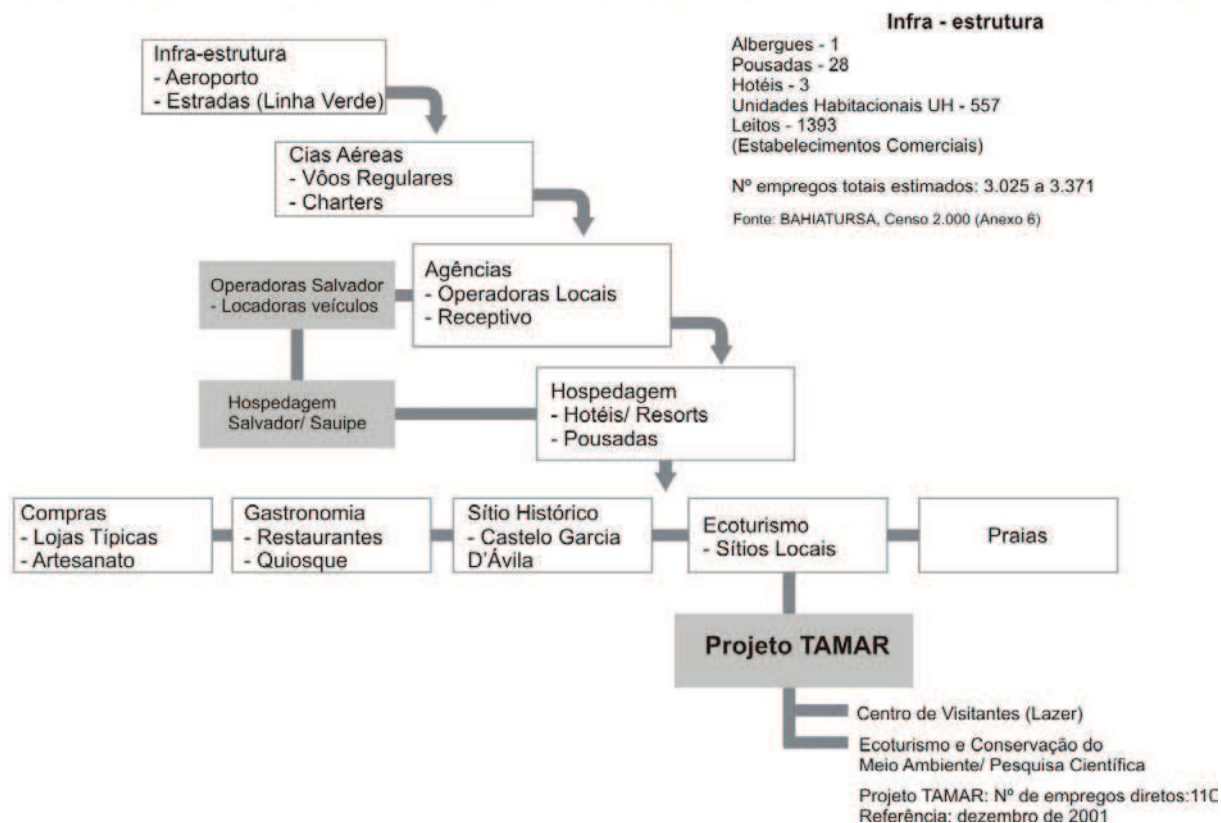 Infra - estrutura
Albergues - 1
Pousadas - 28
Hotéis - 3
Unidades Habitacionais UH - 557
Leitos - 1393
(Estabelecimentos Comerciais)
Nº empregos totais estimados: 3.025 a 3.371
Fonte: BAHIATURSA, Censo 2.000 (Anexo 6)
Infra-estrutura
- Aeroporto
- Estradas (Linha Verde)
Cias Aéreas
- Vôos Regulares
- Charters
Agências
- Operadoras Locais
- Receptivo
Operadoras Salvador
- Locadoras veículos
Hospedagem
Salvador/ Sauipe
Hospedagem
- Hotéis/ Resorts
- Pousadas
Compras
- Lojas Típicas
- Artesanato
Gastronomia
- Restaurantes
- Quiosque
Sítio Histórico
- Castelo Garcia
D'Ávila
Ecoturismo
- Sítios Locais
Praias
Projeto TAMAR
Centro de Visitantes (Lazer)
Ecoturismo e Conservação do
Meio Ambiente/ Pesquisa Científica
Projeto TAMAR: Nº de empregos diretos:
Referência: dezembro de 2001